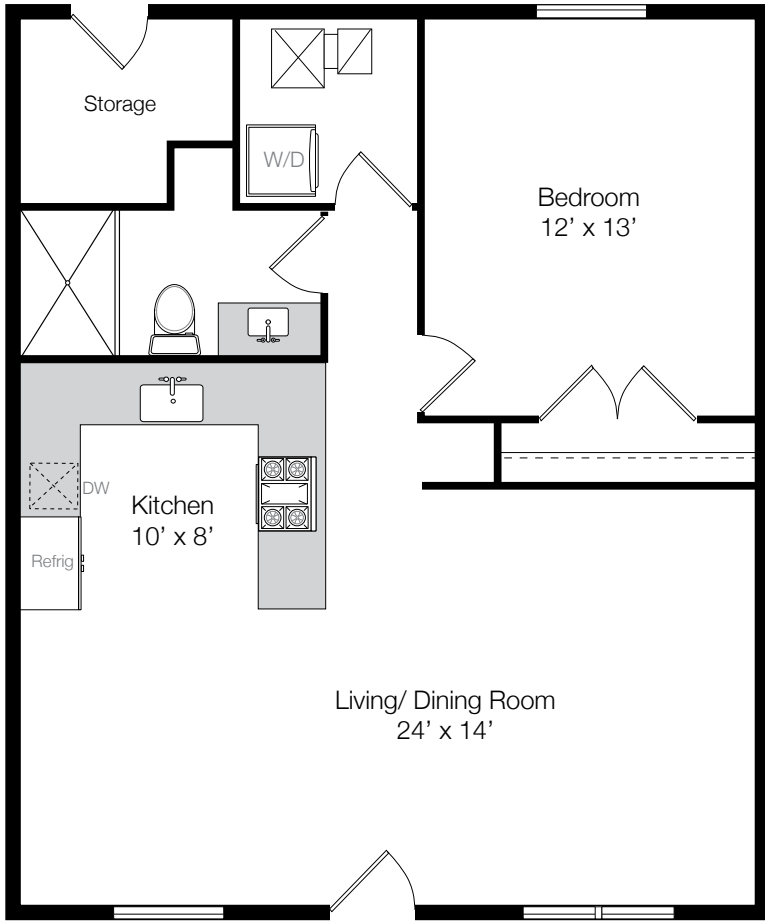 Storage
W/D
Bedroom
12’ x 13’
DW
Kitchen
10’ x 8’
Refrig
Living/ Dining Room
24’ x 14’